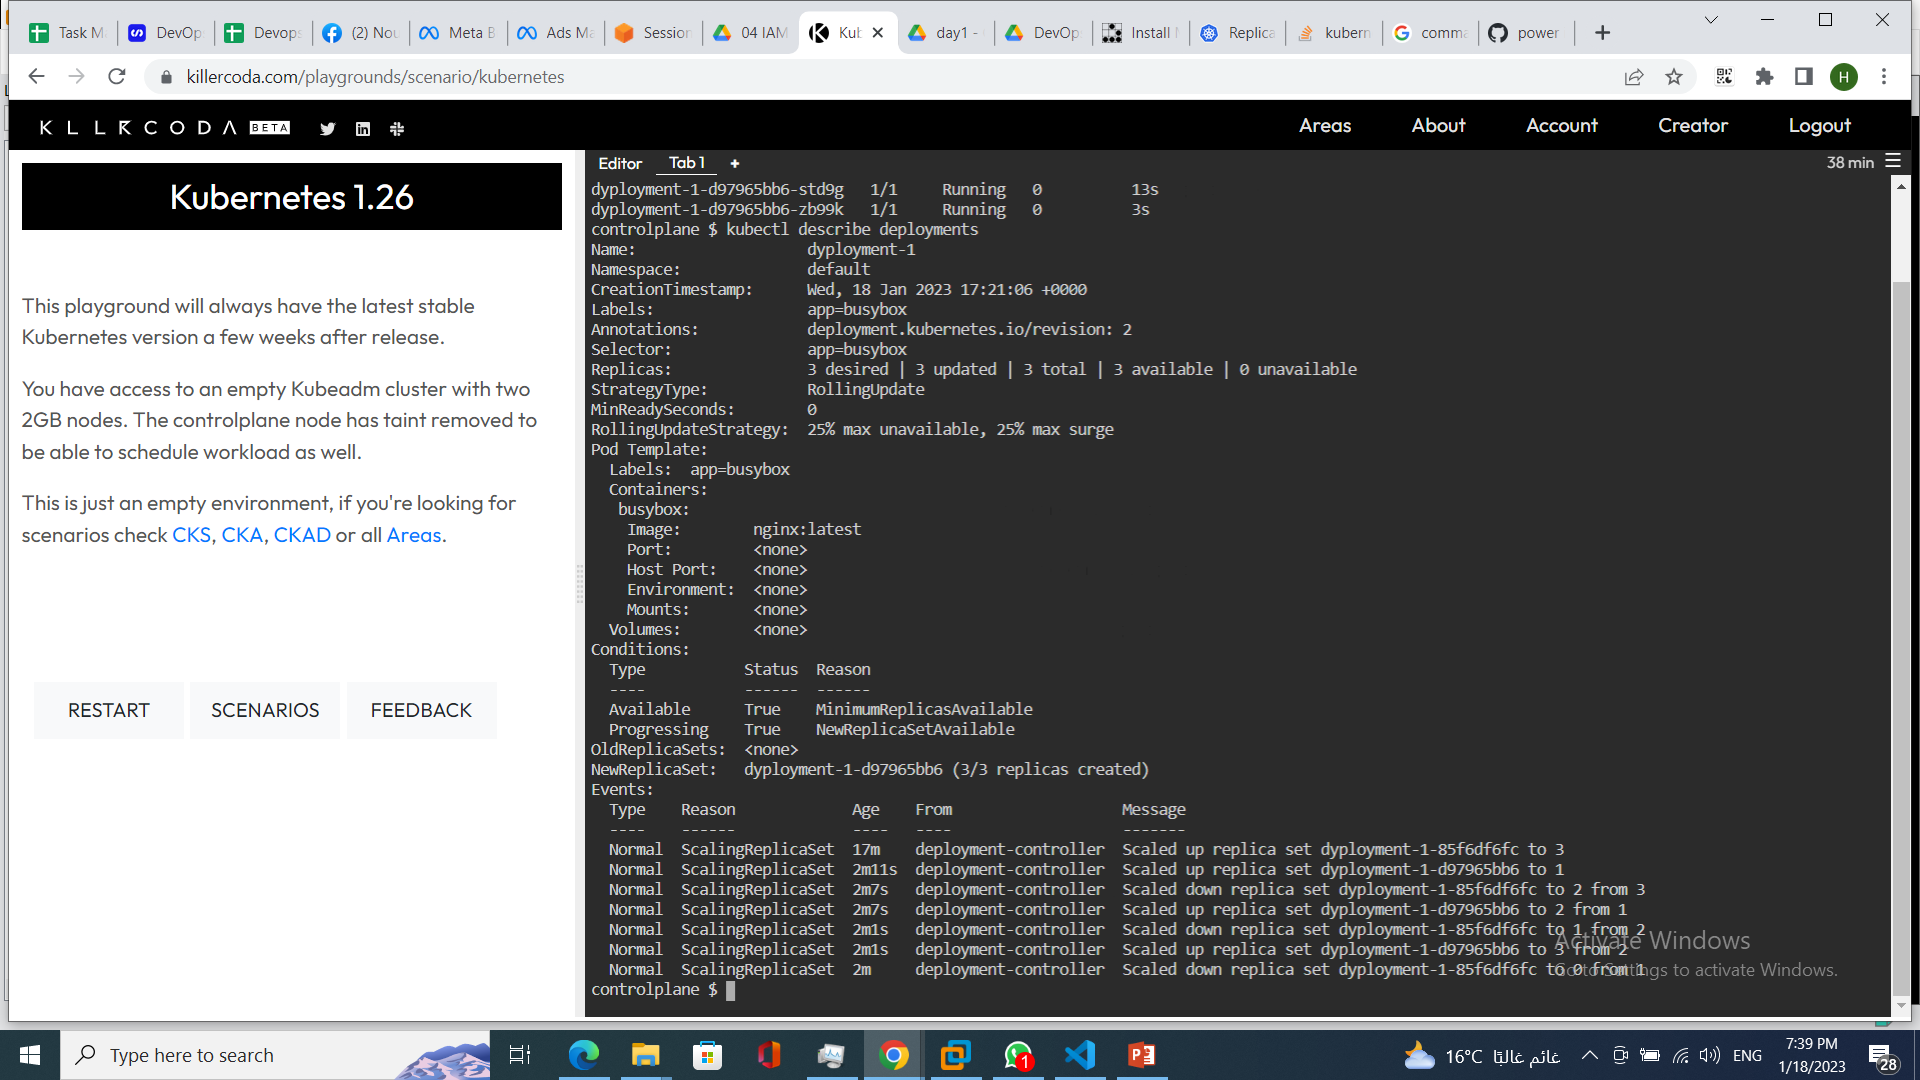 Task M
DevOp
Devops
(2) Nou
Meta B
Ads Ma
Session
04 IAM
Kub
day1 -
DevOp
Install
Replica
kubern
comma
power
killercoda.com/playgrounds/scenario/kubernetes
H
KLLRCODA BETA
Areas About Account Creator Logout
Kubernetes 1.26
This playground will always have the latest stable
Kubernetes version a few weeks after release.
You have access to an empty Kubeadm cluster with two
2GB nodes. The controlplane node has taint removed to
be able to schedule workload as well.
This is just an empty environment, if you're looking for
scenarios check CKS, CKA, CKAD or all Areas.
RESTART SCENARIOS FEEDBACK
Editor Tab 1 + 38 min
dyployment-1-d97965bb6-std9g 1/1 Running 0 13s
dyployment-1-d97965bb6-zb99k 1/1 Running 0 3s
controlplane $ kubectl describe deployments
Name: dyployment-1
Namespace: default
CreationTimestamp: Wed, 18 Jan 2023 17:21:06 +0000
Labels: app=busybox
Annotations: deployment.kubernetes.io/revision: 2
Selector: app=busybox
Replicas: 3 desired | 3 updated | 3 total | 3 available | 0 unavailable
StrategyType: RollingUpdate
MinReadySeconds: 0
RollingUpdateStrategy: 25% max unavailable, 25% max surge
Pod Template:
Labels: app=busybox
Containers:
busybox:
Image: nginx:latest
Port: <none>
Host Port: <none>
Environment: <none>
Mounts: <none>
Volumes: <none>
Conditions:
Type Status Reason
---- ------ ------
Available True MinimumReplicasAvailable
Progressing True NewReplicaSetAvailable
OldReplicaSets: <none>
NewReplicaSet: dyployment-1-d97965bb6 (3/3 replicas created)
Events:
Type Reason Age From Message
---- ------ ---- ---- -------
Normal ScalingReplicaSet 17m deployment-controller Scaled up replica set dyployment-1-85f6df6fc to 3
Normal ScalingReplicaSet 2m11s deployment-controller Scaled up replica set dyployment-1-d97965bb6 to 1
Normal ScalingReplicaSet 2m7s deployment-controller Scaled down replica set dyployment-1-85f6df6fc to 2 from 3
Normal ScalingReplicaSet 2m7s deployment-controller Scaled up replica set dyployment-1-d97965bb6 to 2 from 1
Normal ScalingReplicaSet 2m1s deployment-controller Scaled down replica set dyployment-1-85f6df6fc to 1 from 2
Normal ScalingReplicaSet 2m1s deployment-controller Scaled up replica set dyployment-1-d97965bb6 to 3 from 2
Normal ScalingReplicaSet 2m deployment-controller Scaled down replica set dyployment-1-85f6df6fc to 0 from 1
controlplane $
Activate Windows
Go to Settings to activate Windows.
Type here to search
1
16°C غائم غالبًا
ENG
7:39 PM
1/18/2023
28